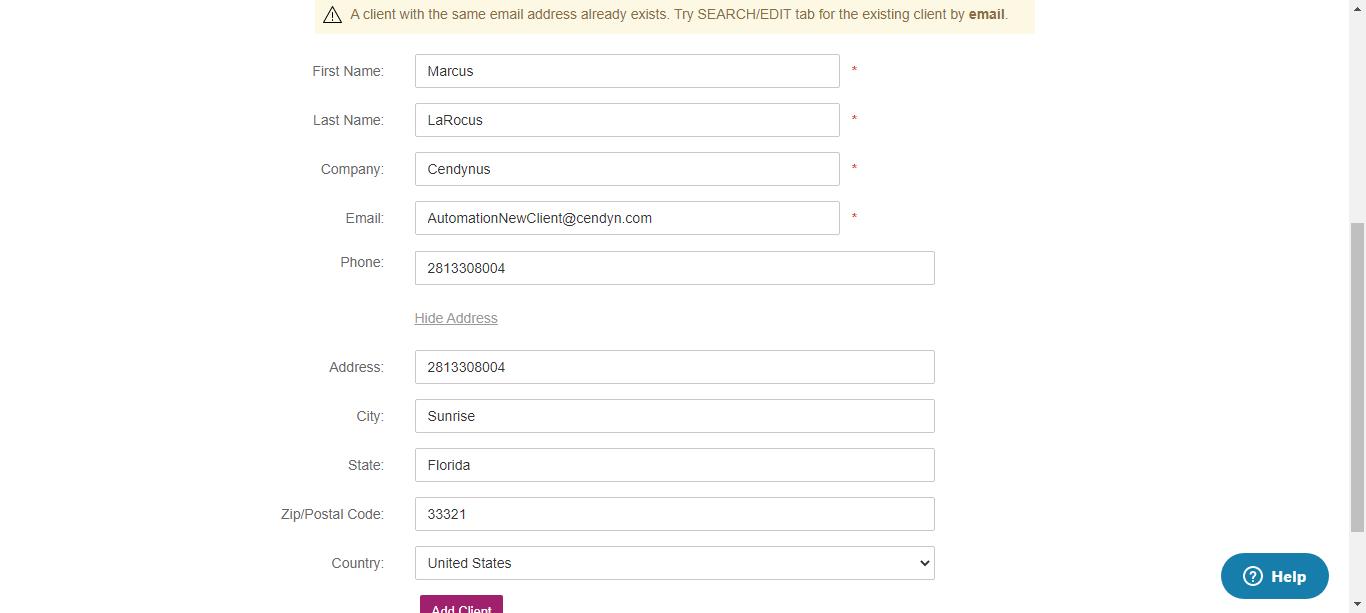 A client with the same email address already exists. Try SEARCH/EDIT tab for the existing client by email.
First Name: Marcus *
Last Name: LaRocus *
Company: Cendynus *
Email: AutomationNewClient@cendyn.com *
Phone: 2813308004
Hide Address
Address: 2813308004
City: Sunrise
State: Florida
Zip/Postal Code: 33321
Country: United States
Help
Add Client